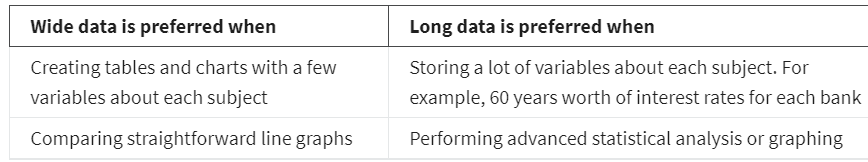 Wide data is preferred when
Long data is preferred when
Creating tables and charts with a few
variables about each subject
Storing a lot of variables about each subject. For
example, 60 years worth of interest rates for each bank
Comparing straightforward line graphs
Performing advanced statistical analysis or graphing